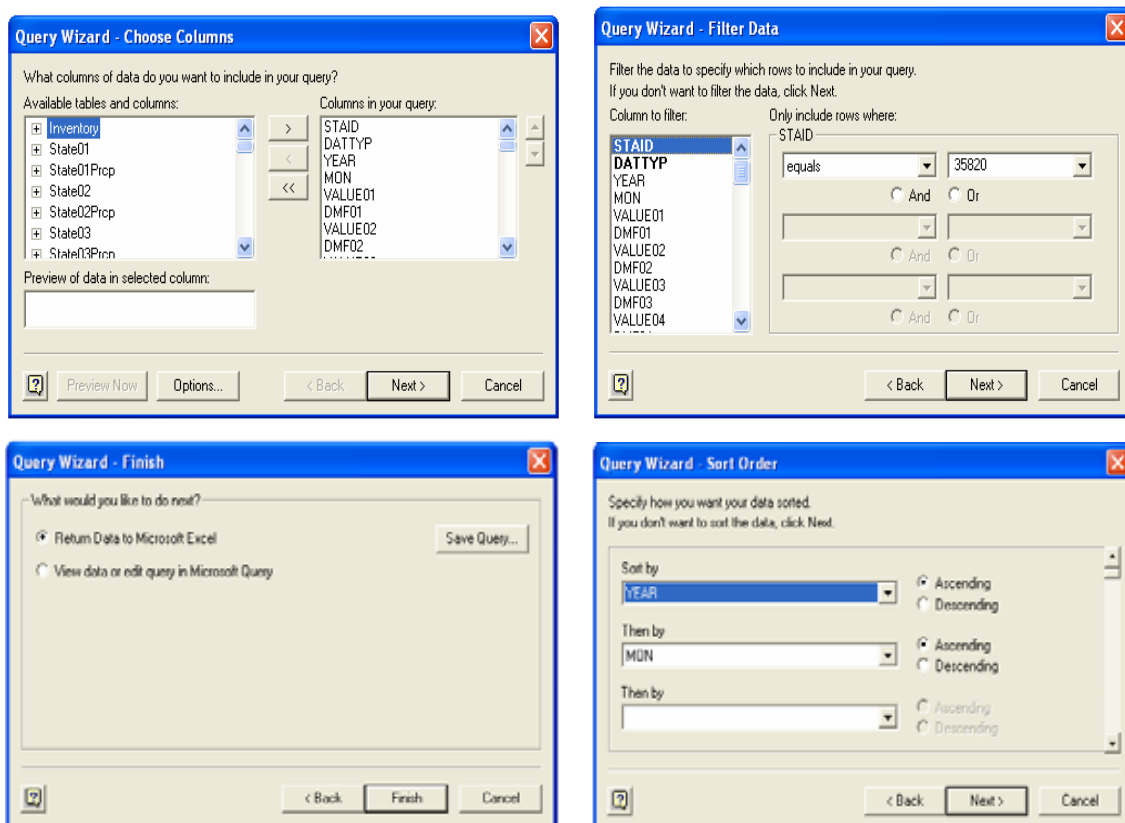 Query Wizard - Choose Columns
What columns of data do you want to include in your query?
Available tables and columns:
Columns in your query:
Inventory
State01
State01Prcp
State02
State02Prcp
State03
State03Prcp
>
<
<<
STAID
DATTYP
YEAR
MON
VALUE01
DMF01
VALUE02
DMF02
Preview of data in selected column:
Preview Now
Options...
< Back
Next >
Cancel
Query Wizard - Filter Data
Filter the data to specify which rows to include in your query.
If you don't want to filter the data, click Next.
Column to filter:
Only include rows where:
STAID
DATTYP
YEAR
MON
VALUE01
DMF01
VALUE02
DMF02
VALUE03
DMF03
VALUE04
STAID
equals 35820
And Or
And Or
And Or
< Back
Next >
Cancel
Query Wizard - Finish
What would you like to do next?
Return Data to Microsoft Excel
Save Query...
View data or edit query in Microsoft Query
< Back
Finish
Cancel
Query Wizard - Sort Order
Specify how you want your data sorted.
If you don't want to sort the data, click Next.
Sort by
YEAR
Ascending
Descending
Then by
MON
Ascending
Descending
Then by
Ascending
Descending
< Back
Next >
Cancel